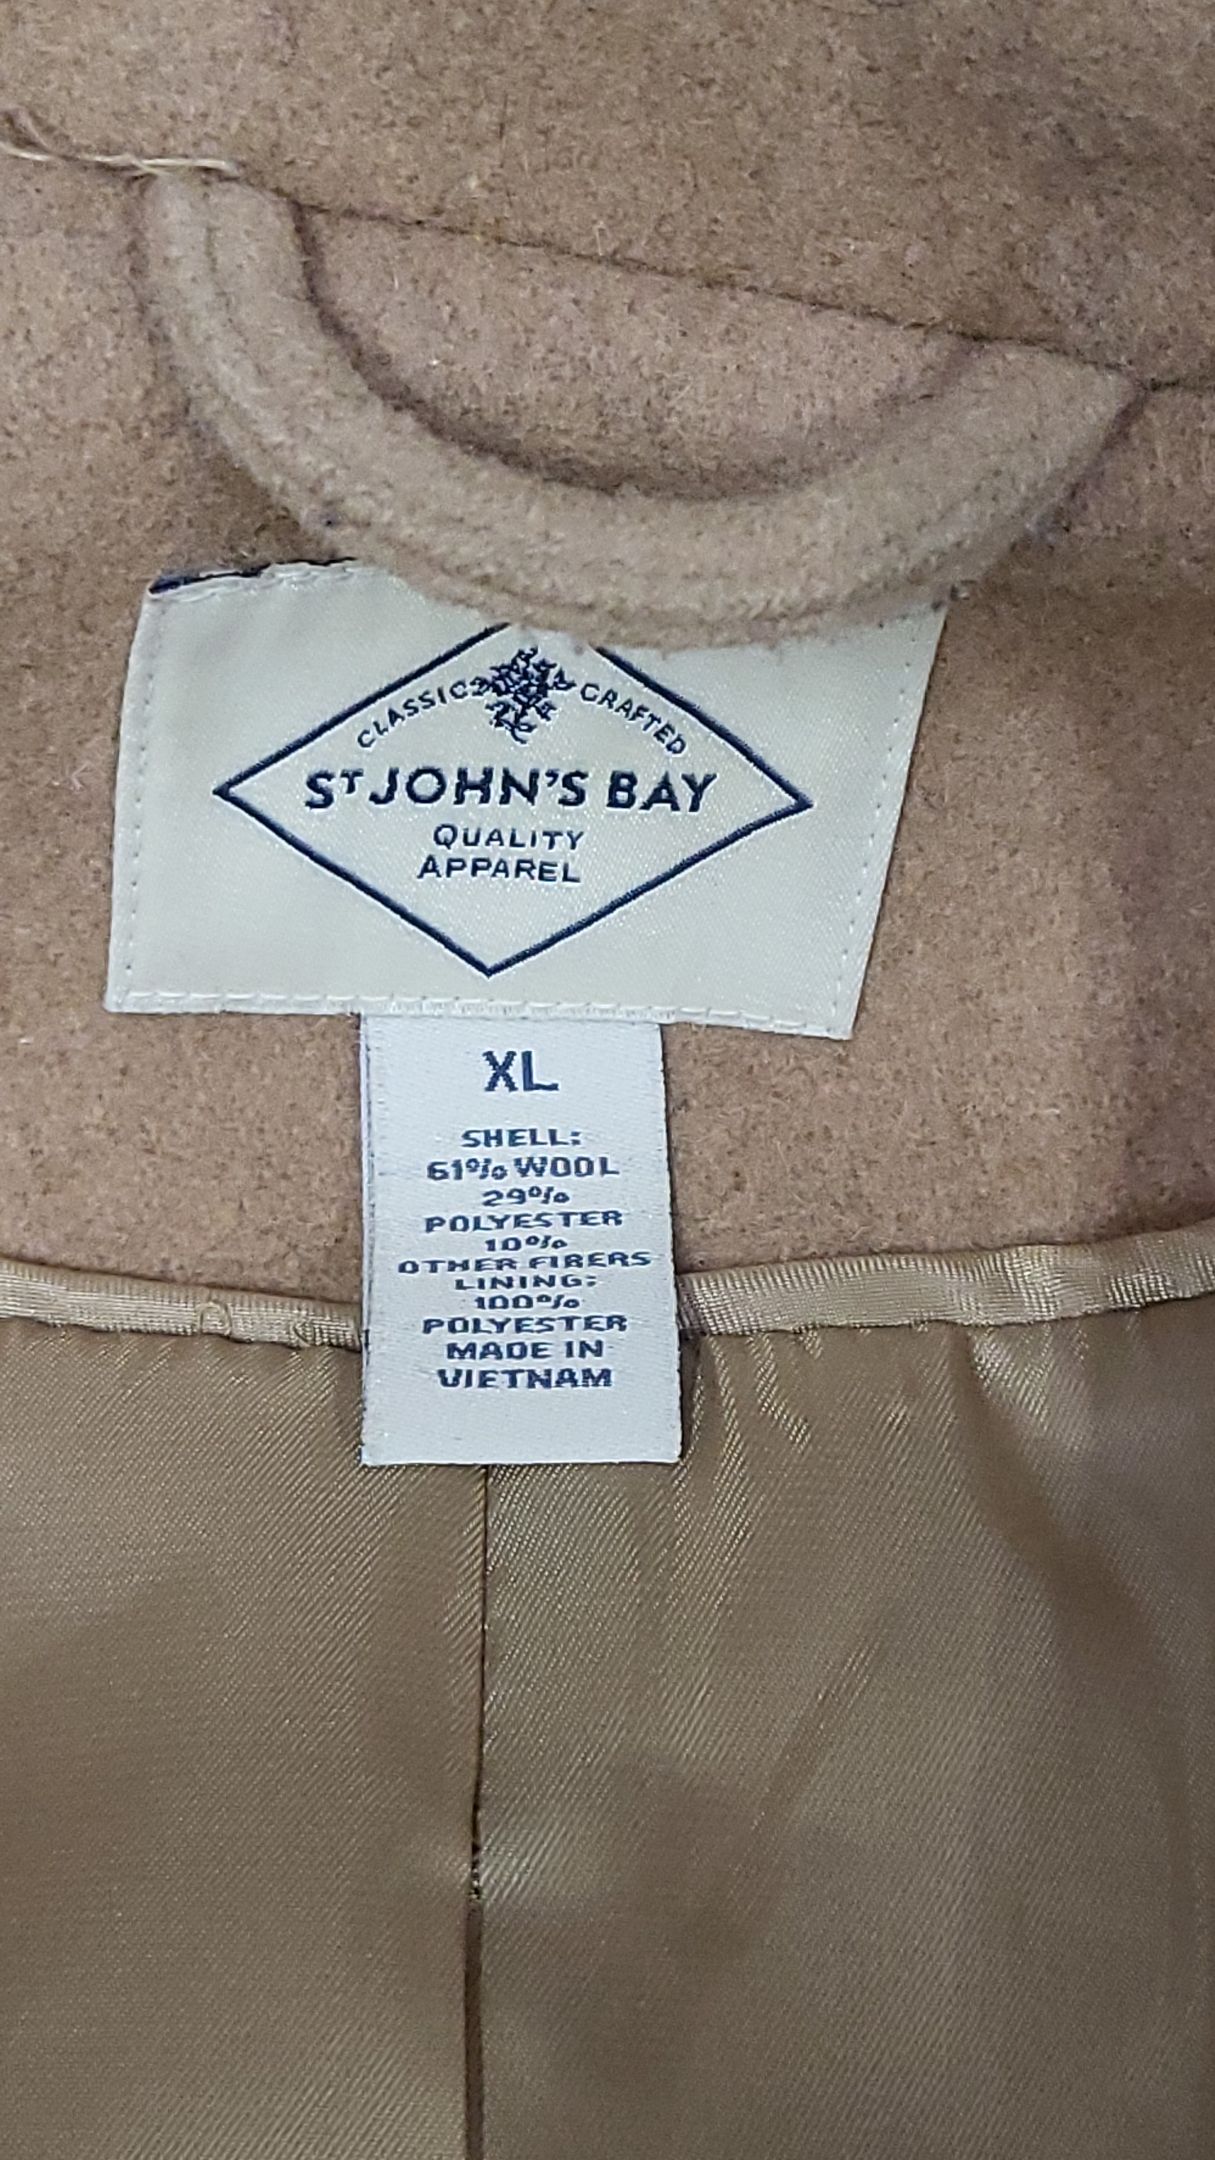 CLASSIC CRAFTED
ST JOHN'S BAY
QUALITY
APPAREL
XL
SHELL:
61% WOOL
29%
POLYESTER
10%
OTHER FIBERS
LINING:
100%
POLYESTER
MADE IN
VIETNAM